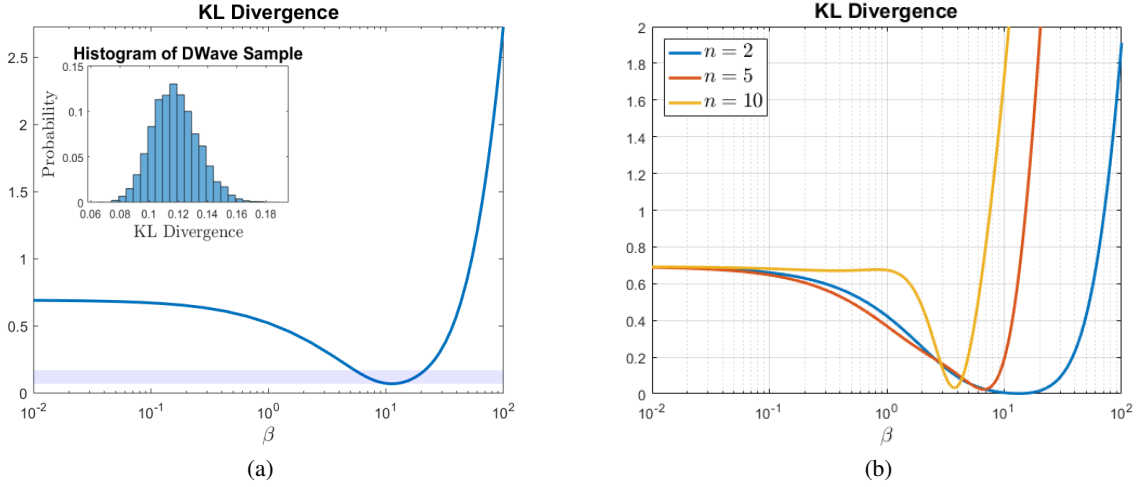 KL Divergence
2.5
2
1.5
1
0.5
0
10^-2
10^-1
10^0
10^1
10^2
β
Histogram of DWave Sample
0.15
0.1
0.05
0
Probability
0.06 0.08 0.1 0.12 0.14 0.16 0.18
KL Divergence
(a)
KL Divergence
n = 2
n = 5
n = 10
2
1.8
1.6
1.4
1.2
1
0.8
0.6
0.4
0.2
0
10^-2
10^-1
10^0
10^1
10^2
β
(b)